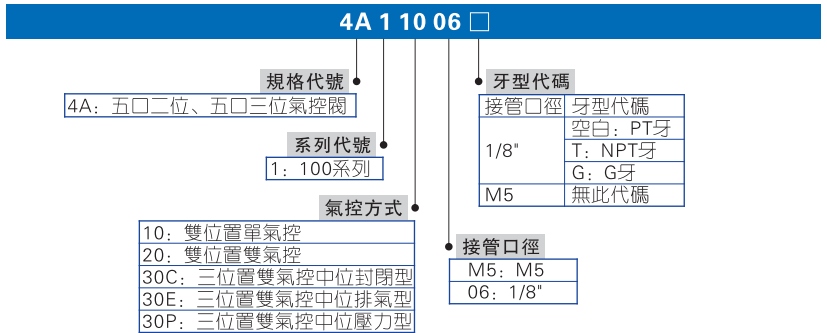 4A 1 10 06 □
規格代號
4A：五口二位、五口三位氣控閥
系列代號
1：100系列
氣控方式
10：雙位置單氣控
20：雙位置雙氣控
30C：三位置雙氣控中位封閉型
30E：三位置雙氣控中位排氣型
30P：三位置雙氣控中位壓力型
接管口徑
M5：M5
06：1/8"
牙型代碼
接管口徑 牙型代碼
1/8" 空白：PT牙
T：NPT牙
G：G牙
M5 無此代碼